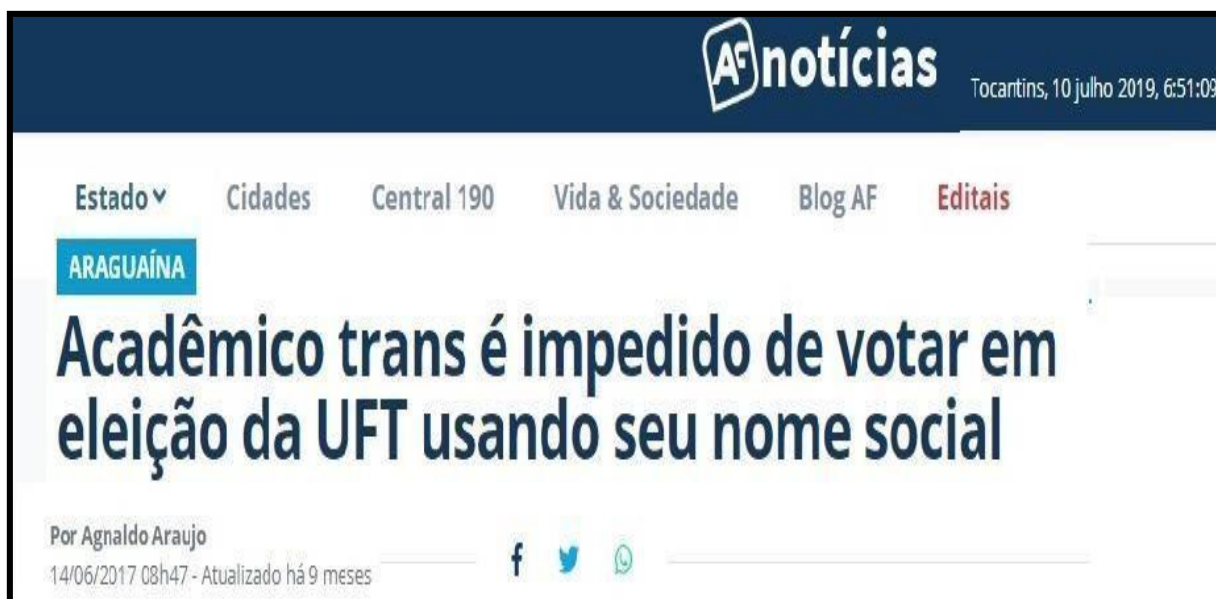 AF notícias
Tocantins, 10 julho 2019, 6:51:09
Estado Cidades Central 190 Vida & Sociedade Blog AF Editais
ARAGUAÍNA
Acadêmico trans é impedido de votar em
eleição da UFT usando seu nome social
Por Agnaldo Araujo
14/06/2017 08h47 - Atualizado há 9 meses